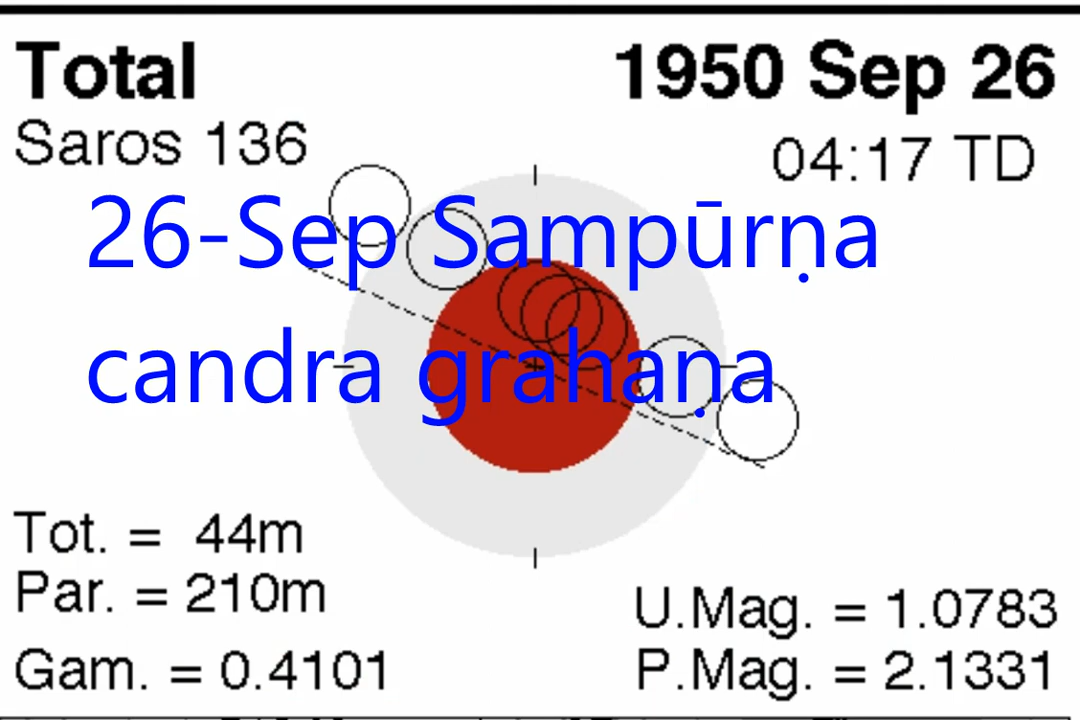 Total 1950 Sep 26
Saros 136 04:17 TD
26-Sep Sampūrṇa
candra grahaṇa
Tot. = 44m
Par. = 210m U.Mag. = 1.0783
Gam. = 0.4101 P.Mag. = 2.1331